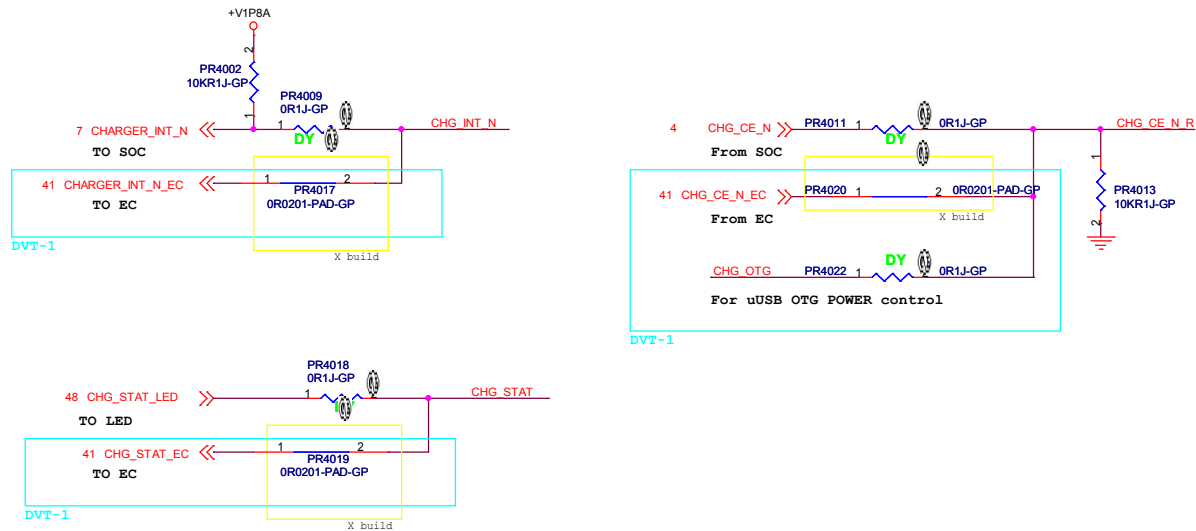 +V1P8A
2
PR4002
10KR1J-GP
1
PR4009
0R1J-GP
7 CHARGER_INT_N
1
2
CHG_INT_N
DY
TO SOC
41 CHARGER_INT_N_EC
1
2
PR4017
0R0201-PAD-GP
TO EC
DVT-1
X build
4 CHG_CE_N
PR4011 1
2
0R1J-GP
CHG_CE_N_R
DY
From SOC
1
PR4013
10KR1J-GP
2
41 CHG_CE_N_EC
PR4020 1
2
0R0201-PAD-GP
From EC
X build
DY
CHG_OTG
PR4022 1
2
0R1J-GP
For uUSB OTG POWER control
DVT-1
PR4018
0R1J-GP
48 CHG_STAT_LED
1
2
CHG_STAT
TO LED
41 CHG_STAT_EC
1
2
PR4019
0R0201-PAD-GP
TO EC
DVT-1
X build